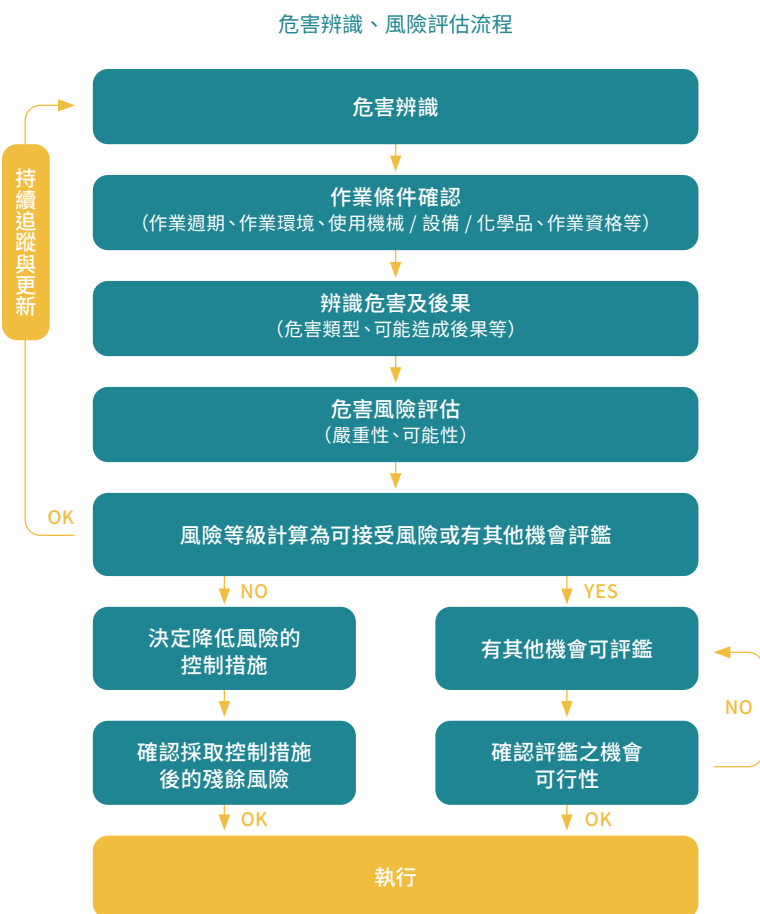 危害辨識、風險評估流程
危害辨識
持續追蹤與更新
作業條件確認
（作業週期、作業環境、使用機械 / 設備 / 化學品、作業資格等）
辨識危害及後果
（危害類型、可能造成後果等）
危害風險評估
（嚴重性、可能性）
OK
風險等級計算為可接受風險或有其他機會評鑑
NO
YES
決定降低風險的
控制措施
有其他機會可評鑑
NO
確認採取控制措施
後的殘餘風險
確認評鑑之機會
可行性
OK
OK
執行